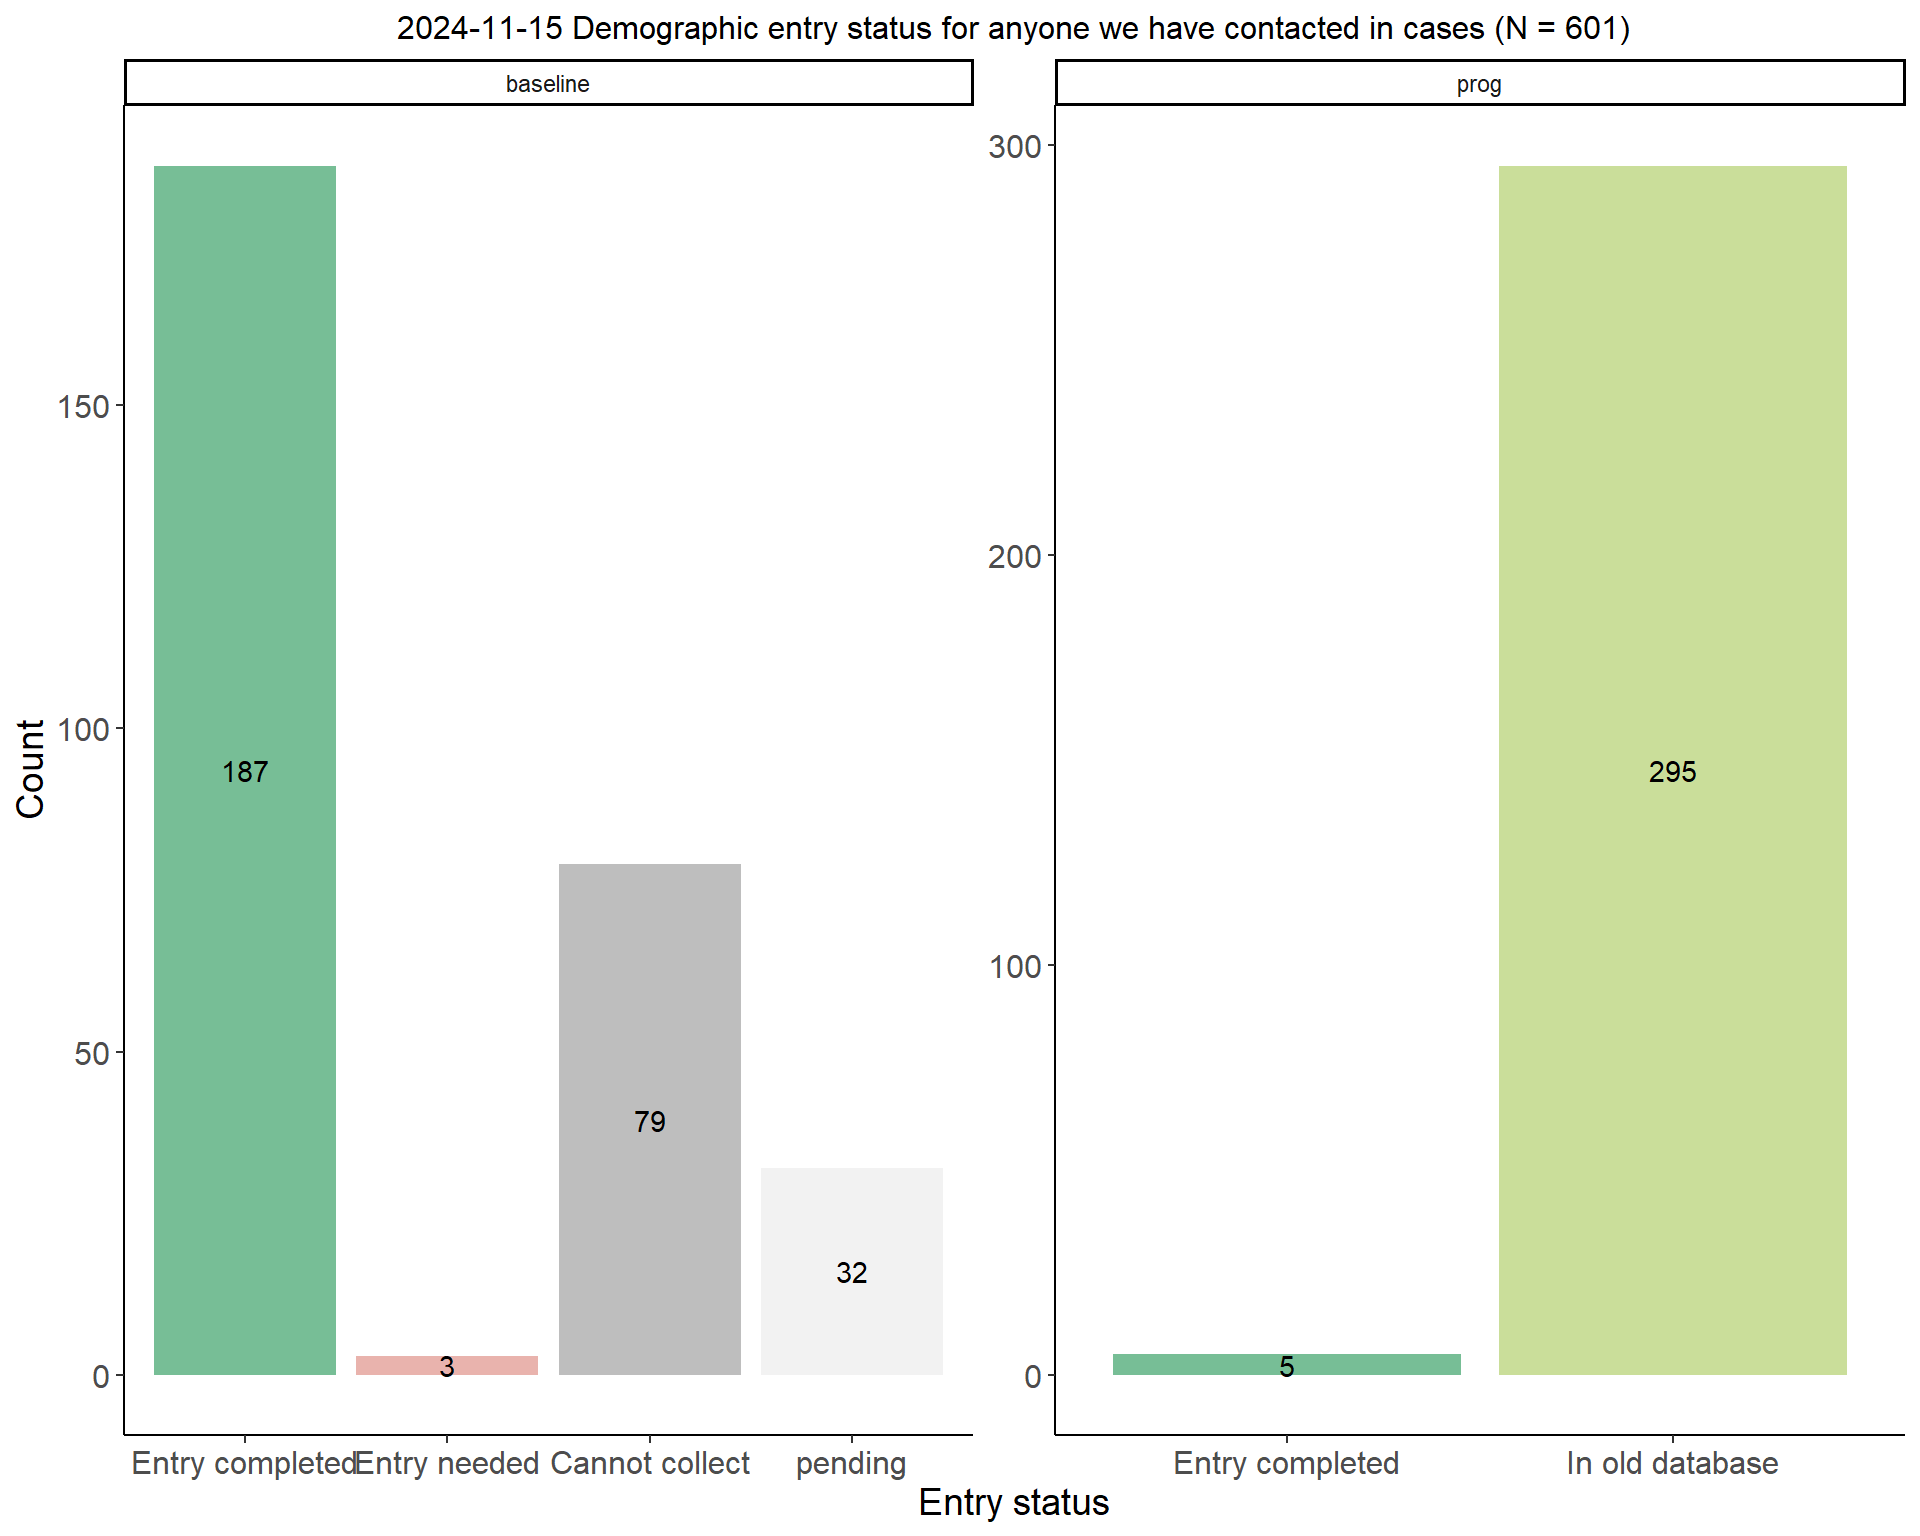 2024-11-15 Demographic entry status for anyone we have contacted in cases (N = 601)
baseline
prog
Count
150
100
50
0
187
3
79
32
Entry completed
Entry needed
Cannot collect
pending
300
200
100
0
5
295
Entry completed
In old database
Entry status